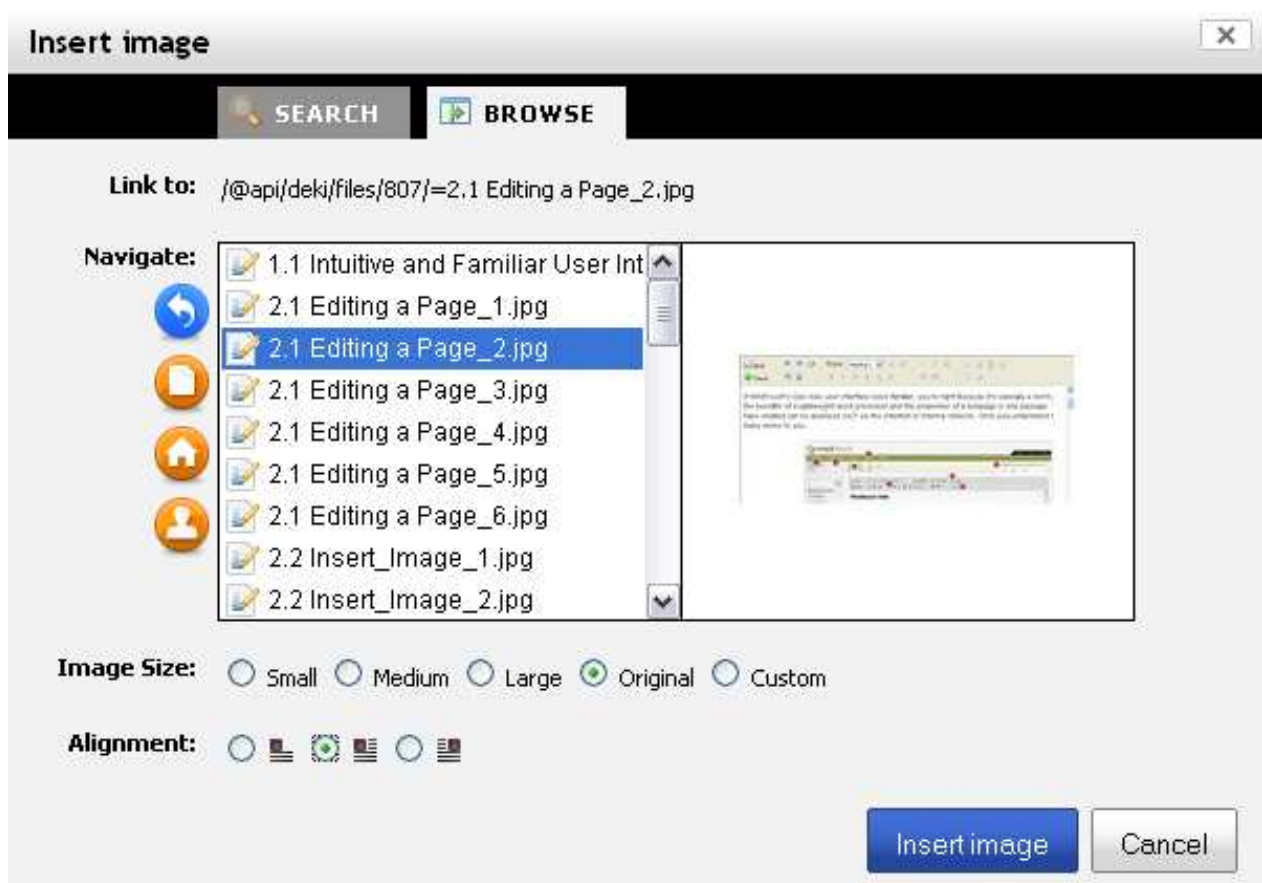 Insert image
SEARCH BROWSE
Link to: /@api/deki/files/807/=2.1 Editing a Page_2.jpg
Navigate:
1.1 Intuitive and Familiar User Int
2.1 Editing a Page_1.jpg
2.1 Editing a Page_2.jpg
2.1 Editing a Page_3.jpg
2.1 Editing a Page_4.jpg
2.1 Editing a Page_5.jpg
2.1 Editing a Page_6.jpg
2.2 Insert_Image_1.jpg
2.2 Insert_Image_2.jpg
Image Size: Small Medium Large Original Custom
Alignment:
Insert image Cancel